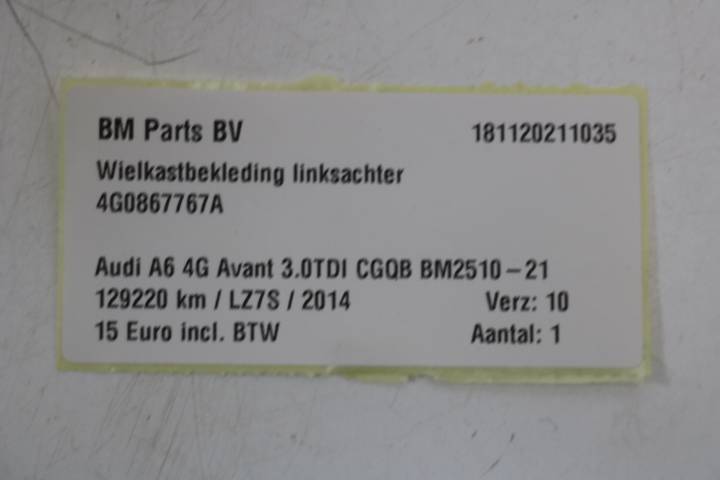 BM Parts BV 181120211035
Wielkastbekleding linksachter
4G0867767A
Audi A6 4G Avant 3.0TDI CGQB BM2510-21
129220 km / LZ7S / 2014 Verz: 10
15 Euro incl. BTW Aantal: 1